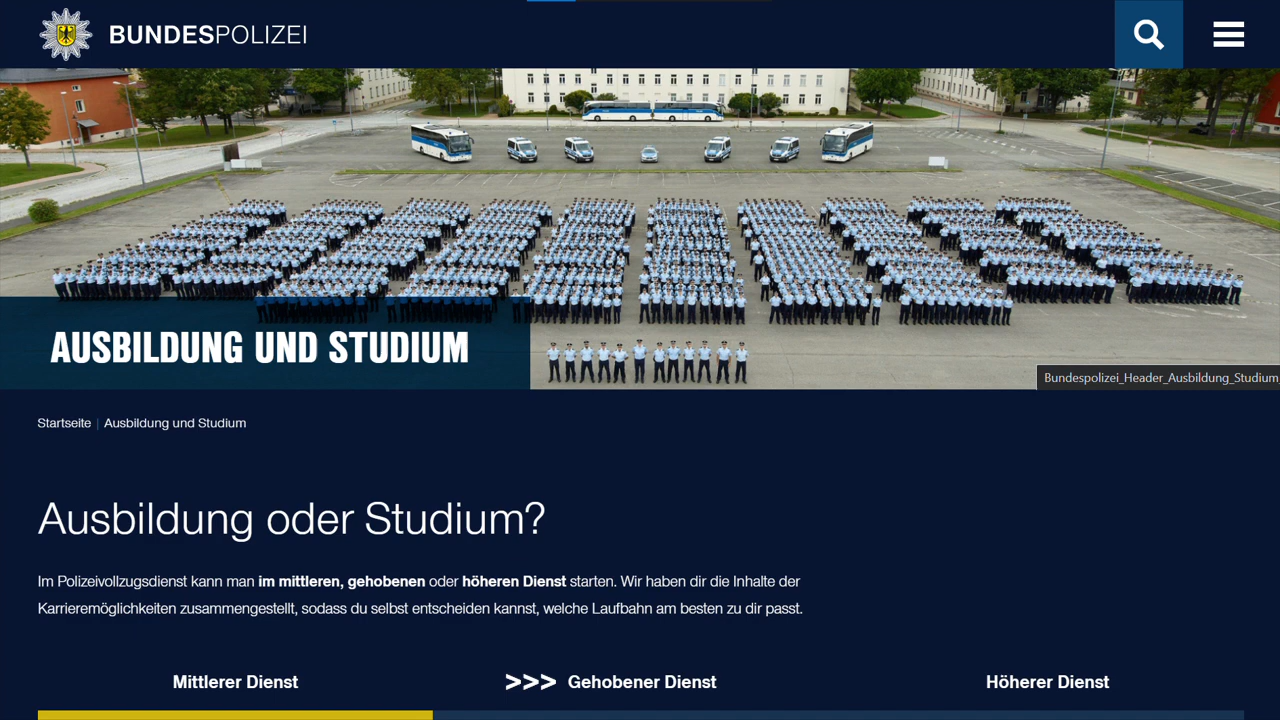 BUNDESPOLIZEI
AUSBILDUNG UND STUDIUM
Bundespolizei_Header_Ausbildung_Studium
Startseite | Ausbildung und Studium
Ausbildung oder Studium?
Im Polizeivollzugsdienst kann man im mittleren, gehobenen oder höheren Dienst starten. Wir haben dir die Inhalte der
Karrieremöglichkeiten zusammengestellt, sodass du selbst entscheiden kannst, welche Laufbahn am besten zu dir passt.
Mittlerer Dienst >>> Gehobener Dienst Höherer Dienst